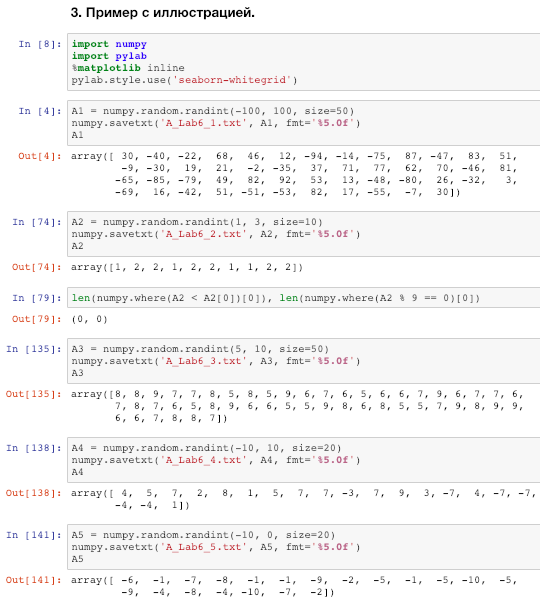 3. Пример с иллюстрацией.
In [8]: import numpy
import pylab
%matplotlib inline
pylab.style.use('seaborn-whitegrid')
In [4]: A1 = numpy.random.randint(-100, 100, size=50)
numpy.savetxt('A_Lab6_1.txt', A1, fmt='%5.0f')
A1
Out[4]: array([ 30, -40, -22, 68, 46, 12, -94, -14, -75, 87, -47, 83, 51,
-9, -30, 19, 21, -2, -35, 37, 71, 77, 62, 70, -46, 81,
-65, -85, -79, 49, 82, 92, 53, 13, -48, -80, 26, -32, 3,
-69, 16, -42, 51, -51, -53, 82, 17, -55, -7, 30])
In [74]: A2 = numpy.random.randint(1, 3, size=10)
numpy.savetxt('A_Lab6_2.txt', A2, fmt='%5.0f')
A2
Out[74]: array([1, 2, 2, 1, 2, 2, 1, 1, 2, 2])
In [79]: len(numpy.where(A2 < A2[0])[0]), len(numpy.where(A2 % 9 == 0)[0])
Out[79]: (0, 0)
In [135]: A3 = numpy.random.randint(5, 10, size=50)
numpy.savetxt('A_Lab6_3.txt', A3, fmt='%5.0f')
A3
Out[135]: array([8, 8, 9, 7, 7, 8, 5, 8, 5, 9, 6, 7, 6, 5, 6, 6, 7, 9, 6, 7, 7, 6,
7, 8, 7, 6, 5, 8, 9, 6, 6, 5, 5, 9, 8, 6, 8, 5, 5, 7, 9, 8, 9, 9,
6, 6, 7, 8, 8, 7])
In [138]: A4 = numpy.random.randint(-10, 10, size=20)
numpy.savetxt('A_Lab6_4.txt', A4, fmt='%5.0f')
A4
Out[138]: array([ 4, 5, 7, 2, 8, 1, 5, 7, 7, -3, 7, 9, 3, -7, 4, -7, -7,
-4, -4, 1])
In [141]: A5 = numpy.random.randint(-10, 0, size=20)
numpy.savetxt('A_Lab6_5.txt', A5, fmt='%5.0f')
A5
Out[141]: array([ -6, -1, -7, -8, -1, -1, -9, -2, -5, -1, -5, -10, -5,
-9, -4, -8, -4, -10, -7, -2])